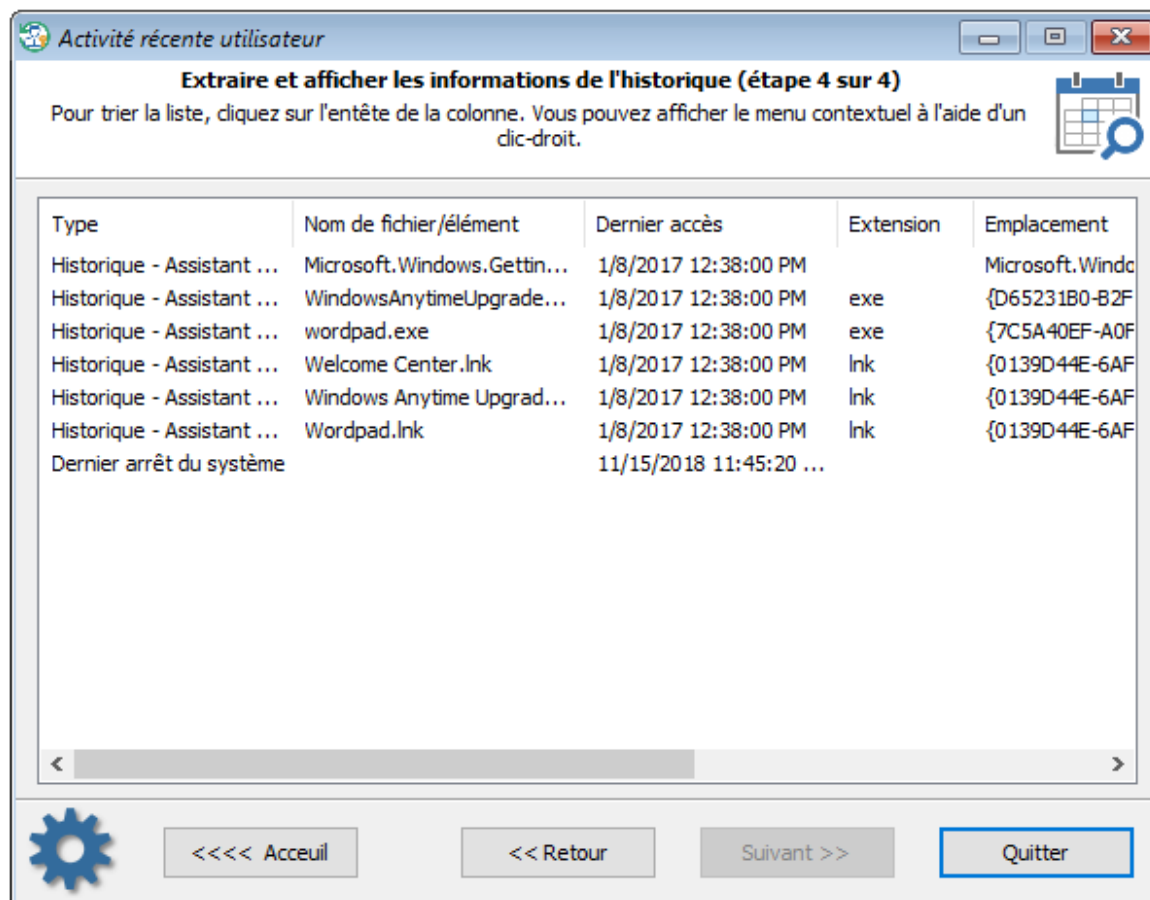 Activité récente utilisateur
Extraire et afficher les informations de l'historique (étape 4 sur 4)
Pour trier la liste, cliquez sur l'entête de la colonne. Vous pouvez afficher le menu contextuel à l'aide d'un
clic-droit.
Type Nom de fichier/élément Dernier accès Extension Emplacement
Historique - Assistant ... Microsoft.Windows.Gettin... 1/8/2017 12:38:00 PM Microsoft.Windo
Historique - Assistant ... WindowsAnytimeUpgrade... 1/8/2017 12:38:00 PM exe {D65231B0-B2F
Historique - Assistant ... wordpad.exe 1/8/2017 12:38:00 PM exe {7C5A40EF-A0F
Historique - Assistant ... Welcome Center.lnk 1/8/2017 12:38:00 PM lnk {0139D44E-6AF
Historique - Assistant ... Windows Anytime Upgrad... 1/8/2017 12:38:00 PM lnk {0139D44E-6AF
Historique - Assistant ... Wordpad.lnk 1/8/2017 12:38:00 PM lnk {0139D44E-6AF
Dernier arrêt du système 11/15/2018 11:45:20 ...
<<<< Acceuil << Retour Suivant >> Quitter